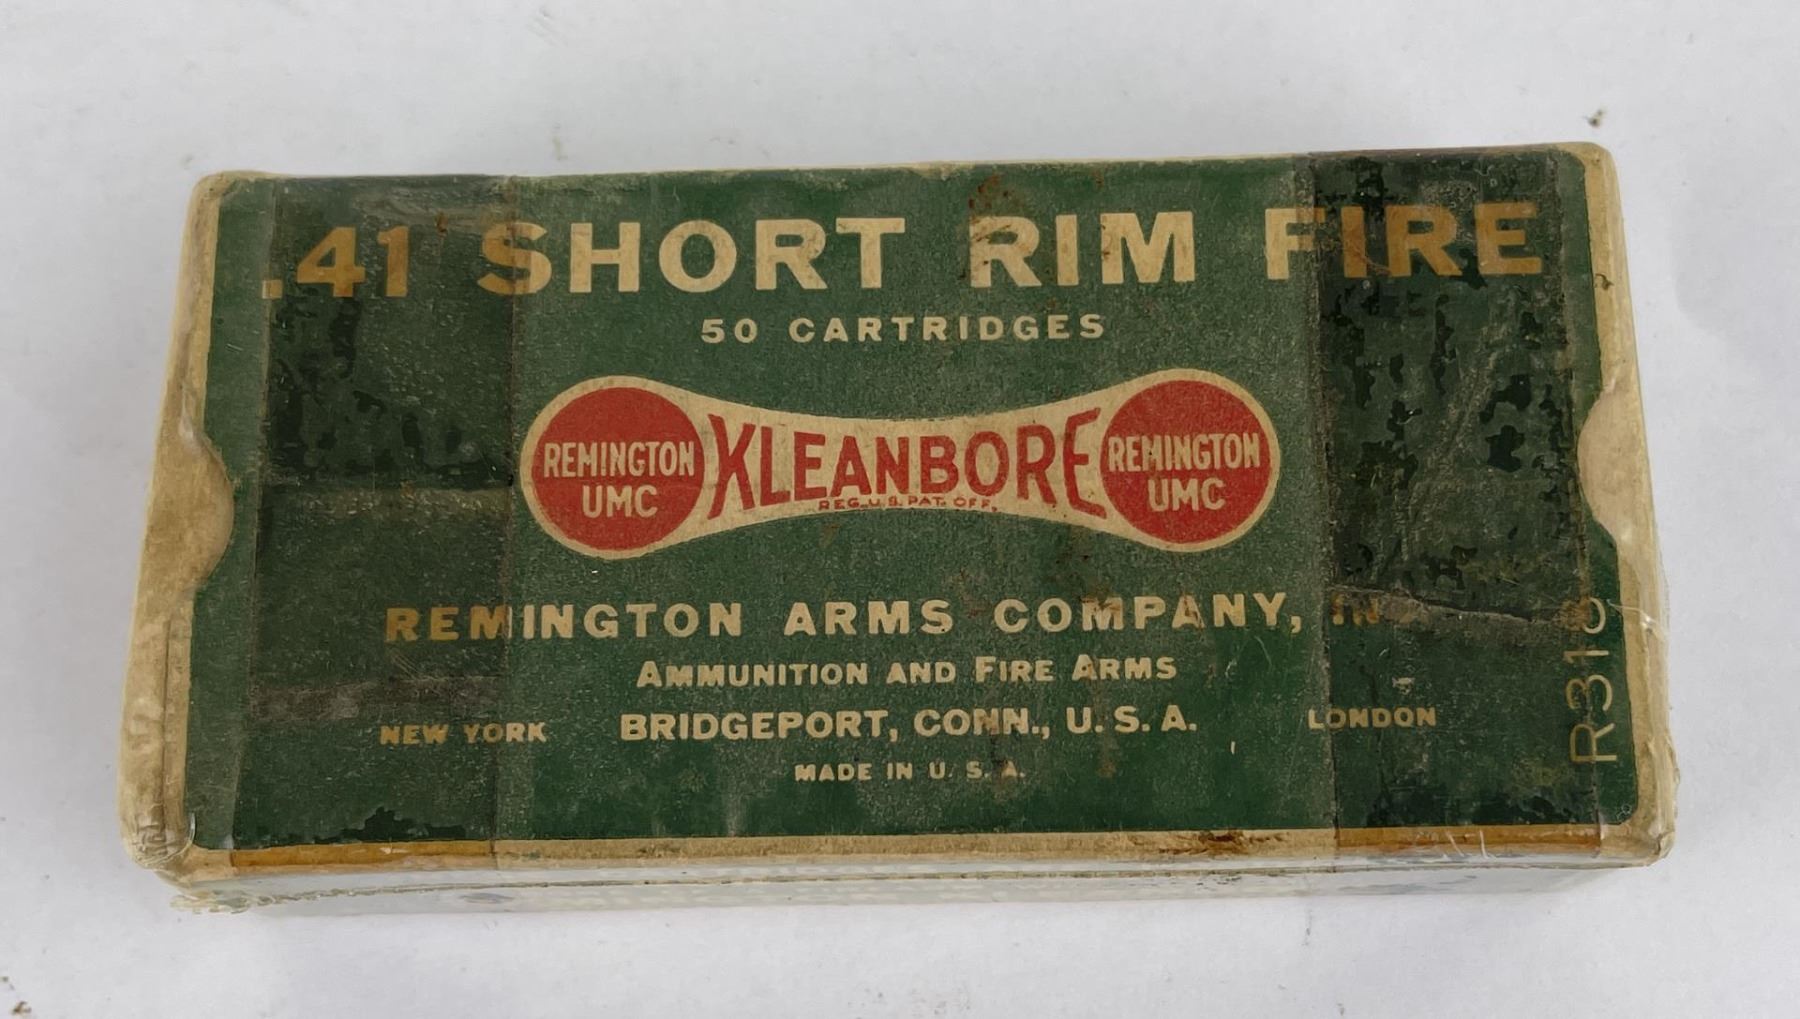 .41 SHORT RIM FIRE
50 CARTRIDGES
REMINGTON UMC
KLEANBORE
REG. U.S. PAT. OFF.
REMINGTON UMC
REMINGTON ARMS COMPANY,
AMMUNITION AND FIRE ARMS
NEW YORK BRIDGEPORT, CONN., U.S.A. LONDON
MADE IN U.S.A.